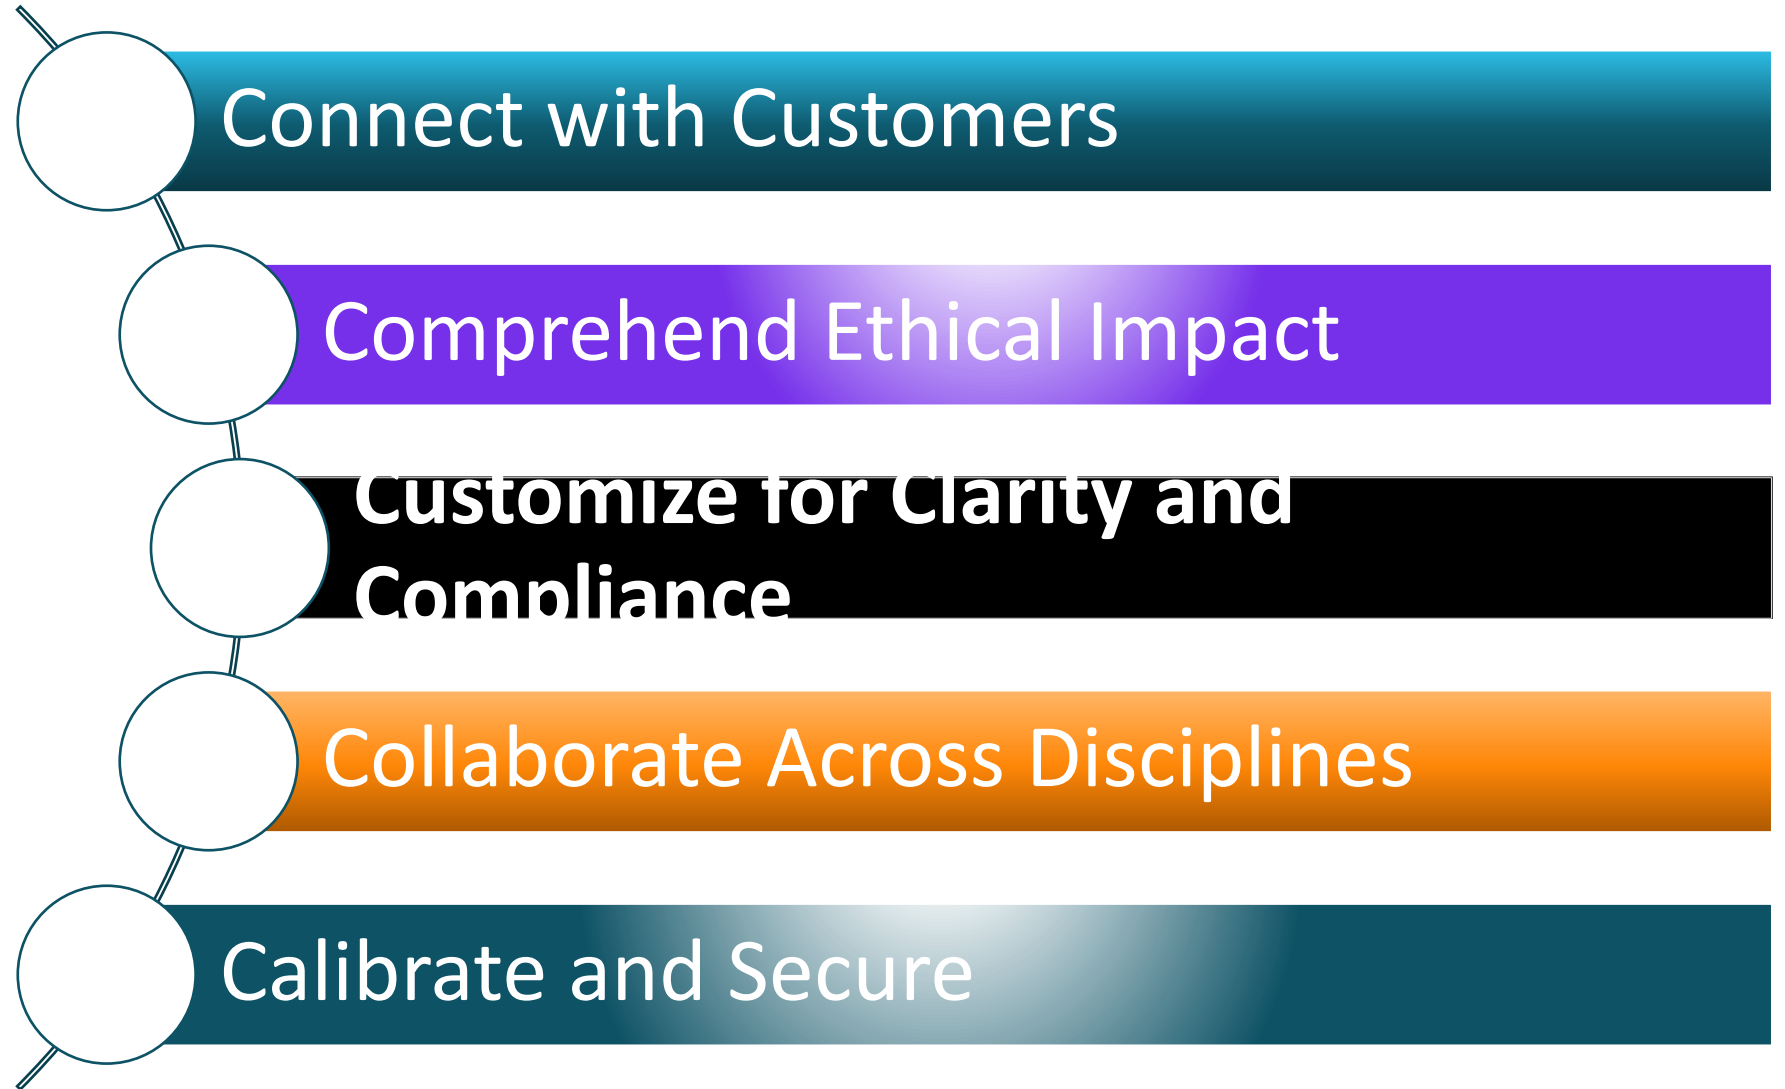 Connect with Customers
Comprehend Ethical Impact
Customize for Clarity and
Compliance
Collaborate Across Disciplines
Calibrate and Secure